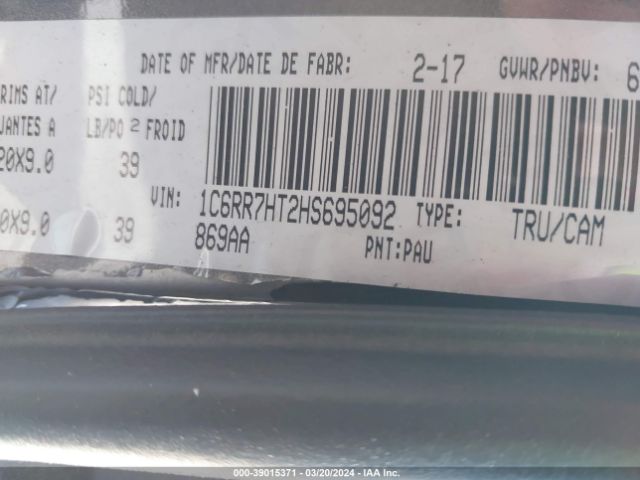 DATE OF MFR/DATE DE FABR: 2-17 GVWR/PNBV: 6
RIMS AT/ PSI COLD/
JANTES A LB/PO 2 FROID
20X9.0 39
VIN: 1C6RR7HT2HS695092 TYPE: TRU/CAM
0X9.0 39 869AA PNT:PAU
000-39015371 | 03/20/2024 | IAA Inc.